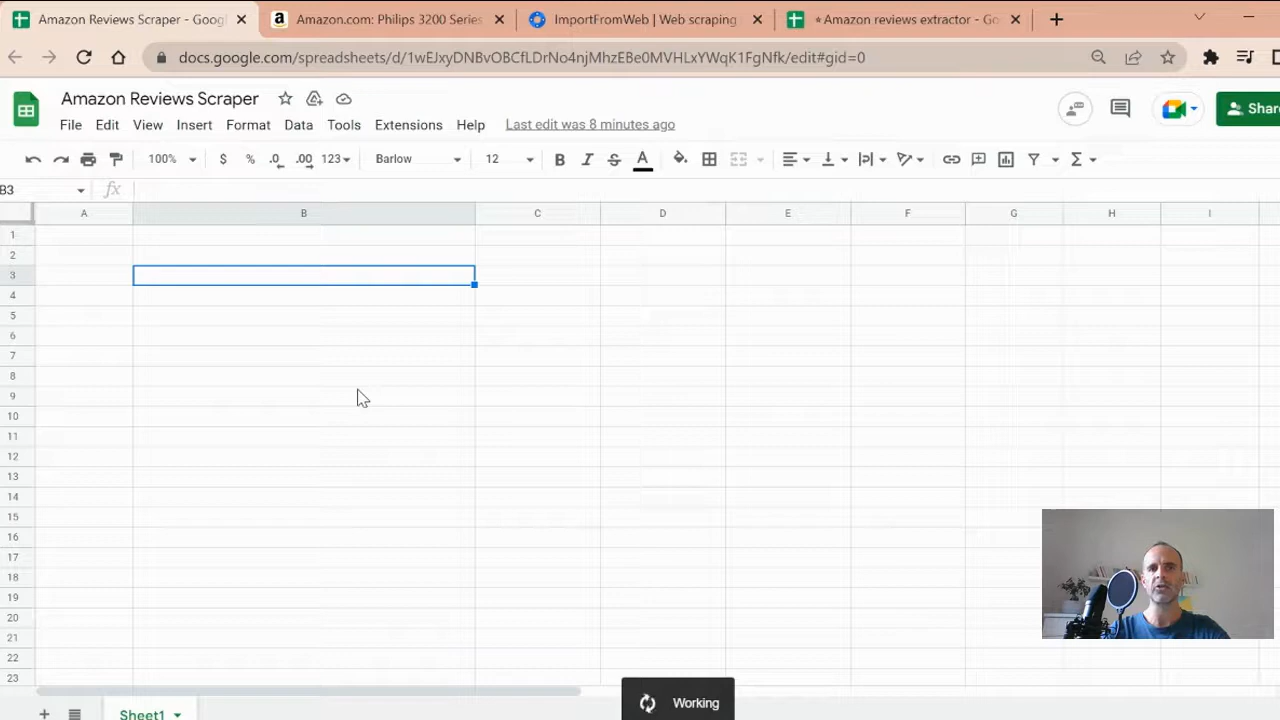 Amazon Reviews Scraper - Googl
Amazon.com: Philips 3200 Series
ImportFromWeb | Web scraping
Amazon reviews extractor - Go
docs.google.com/spreadsheets/d/1wEJxyDNBvOBCfLDrNo4njMhzEBe0MVHLxYWqK1FgNfk/edit#gid=0
Amazon Reviews Scraper
Share
File Edit View Insert Format Data Tools Extensions Help Last edit was 8 minutes ago
100% $ % .0 .00 123 Barlow 12 B I S A
B3 fx
A B C D E F G H I
1
2
3
4
5
6
7
8
9
10
11
12
13
14
15
16
17
18
19
20
21
22
23
Working
Sheet1